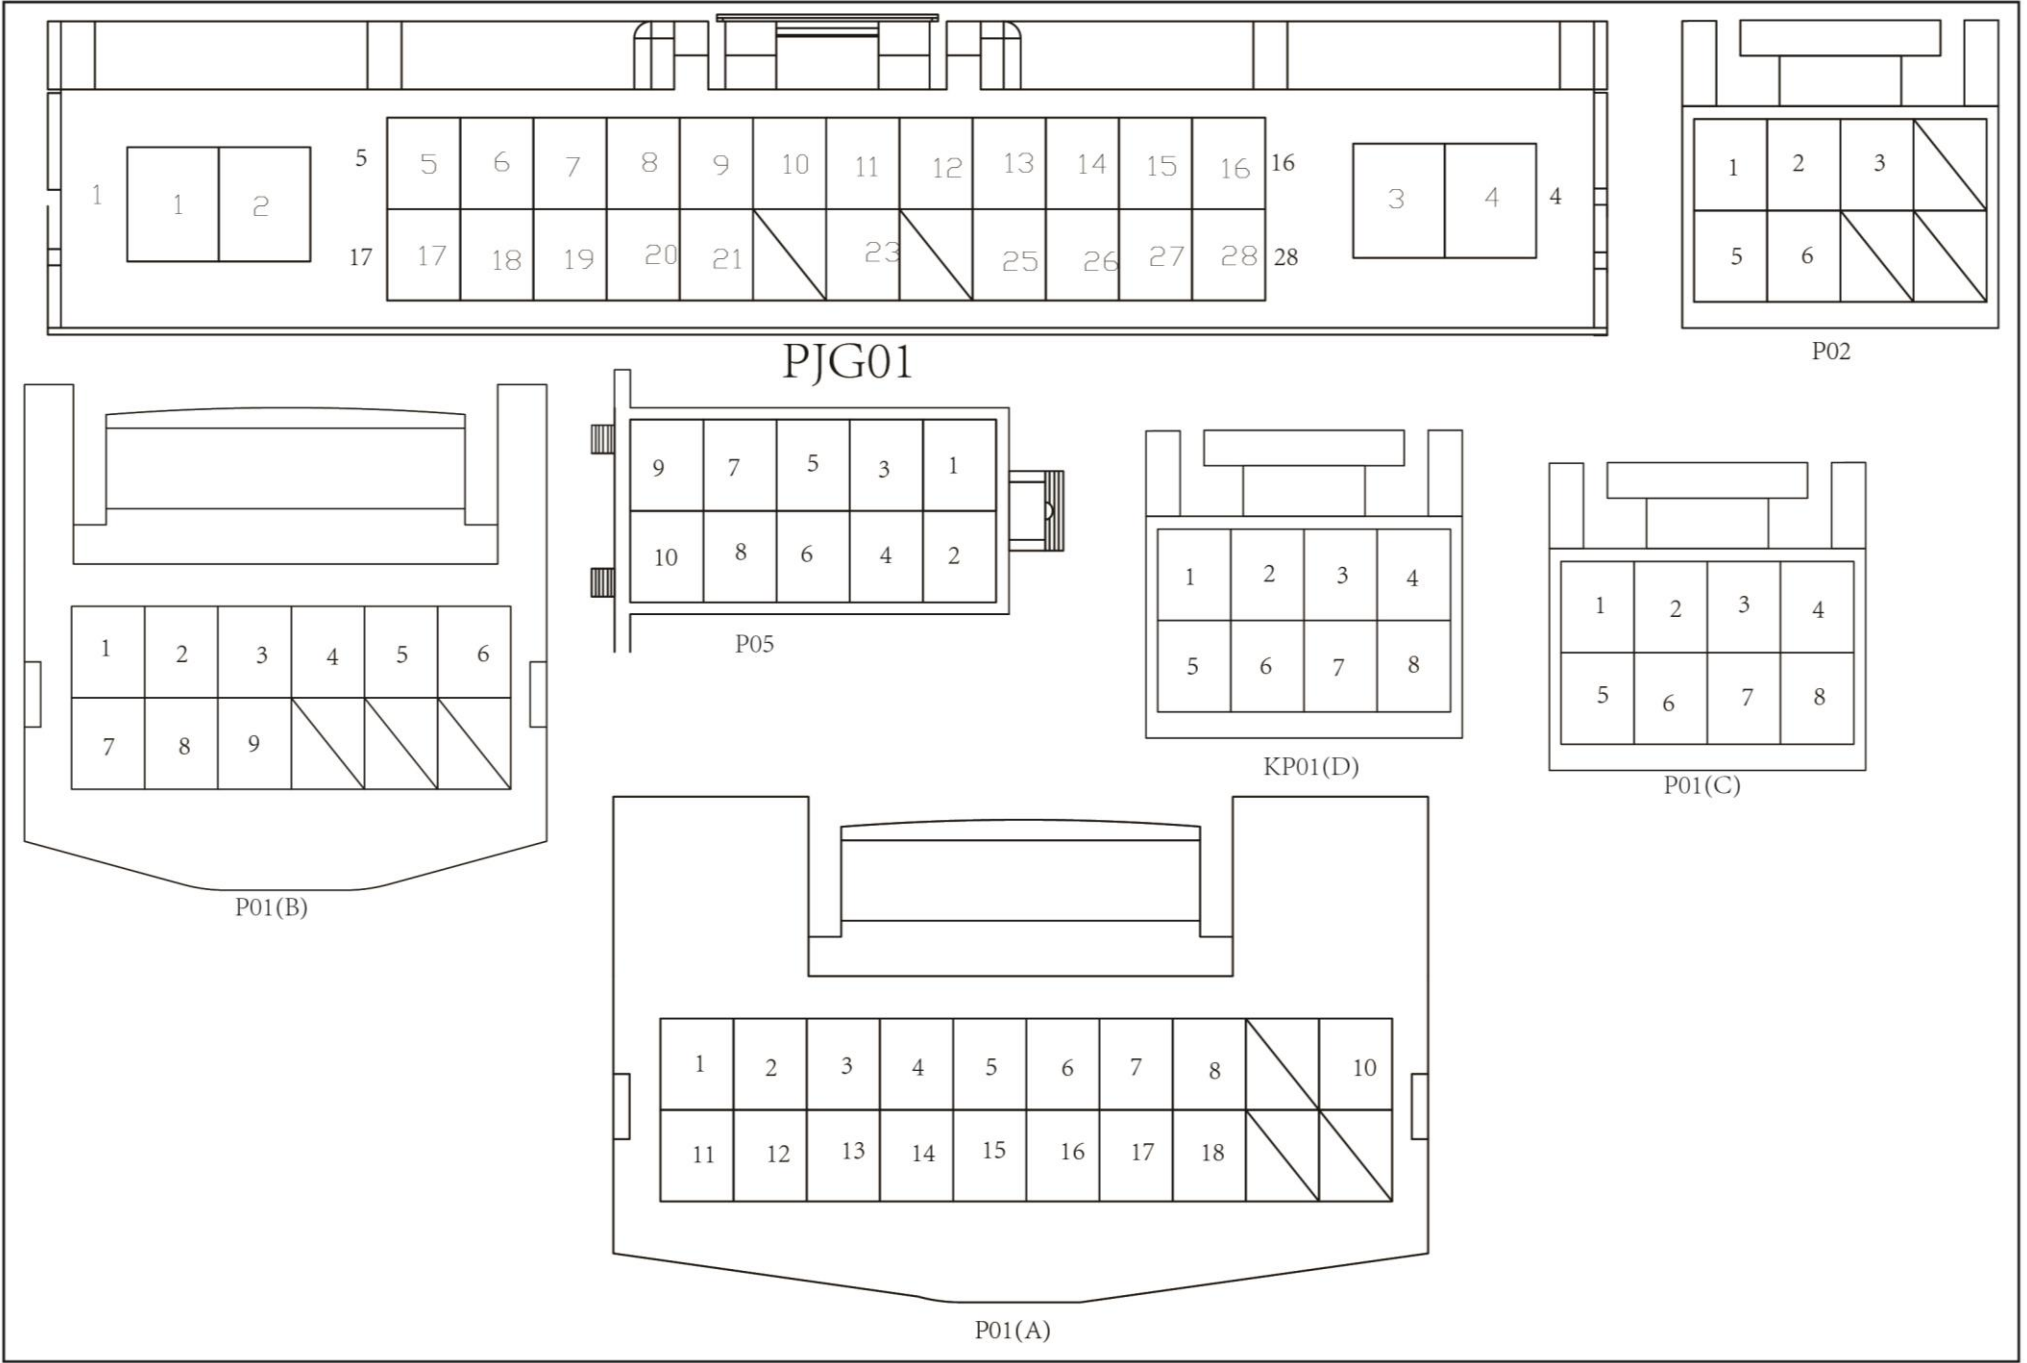 1 1 2 5 5 6 7 8 9 10 11 12 13 14 15 16 16 3 4 4
17 17 18 19 20 21 23 25 26 27 28 28
PJG01
1 2 3
5 6
P02
1 2 3 4 5 6
7 8 9
P01(B)
9 7 5 3 1
10 8 6 4 2
P05
1 2 3 4
5 6 7 8
KP01(D)
1 2 3 4
5 6 7 8
P01(C)
1 2 3 4 5 6 7 8 10
11 12 13 14 15 16 17 18
P01(A)